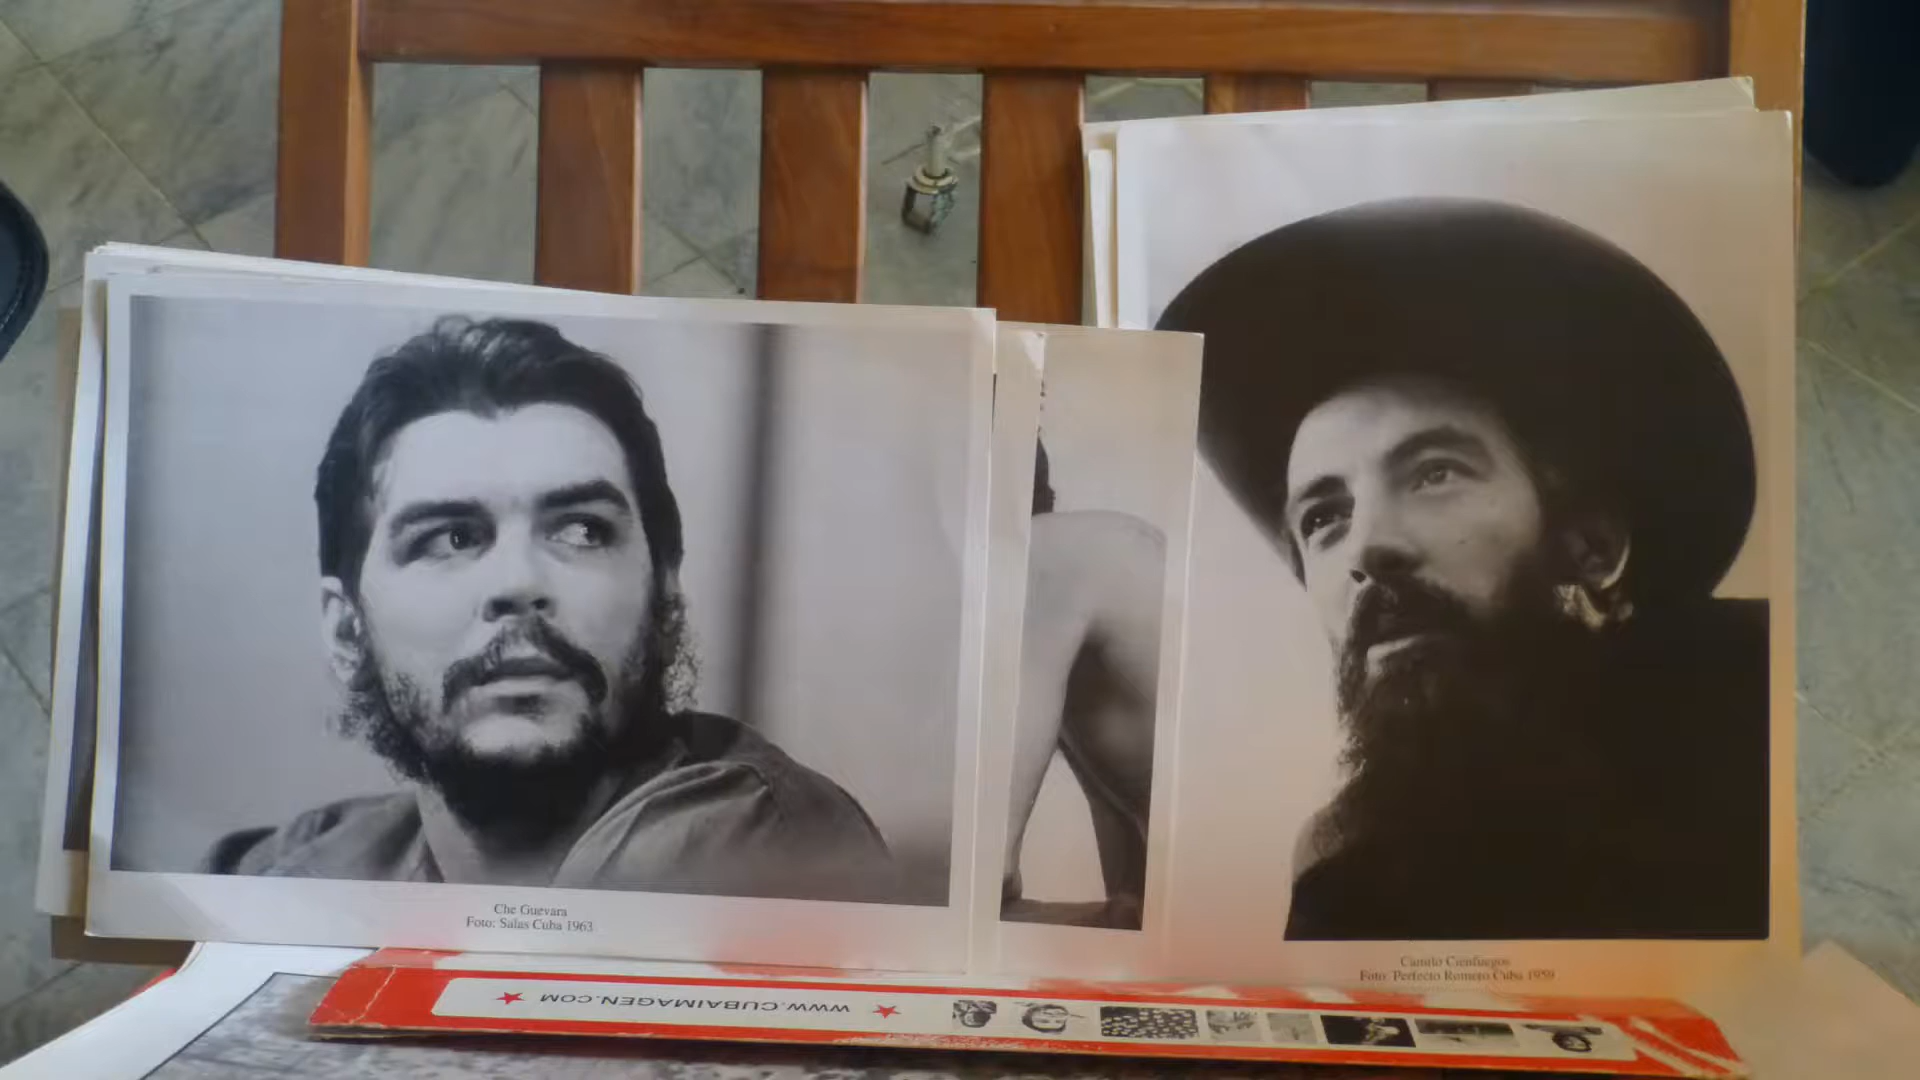 Che Guevara
Foto: Salas Cuba 1963
Camilo Cienfuegos
Foto: Perfecto Romero Cuba 1959
WWW.CUBAIMAGEN.COM